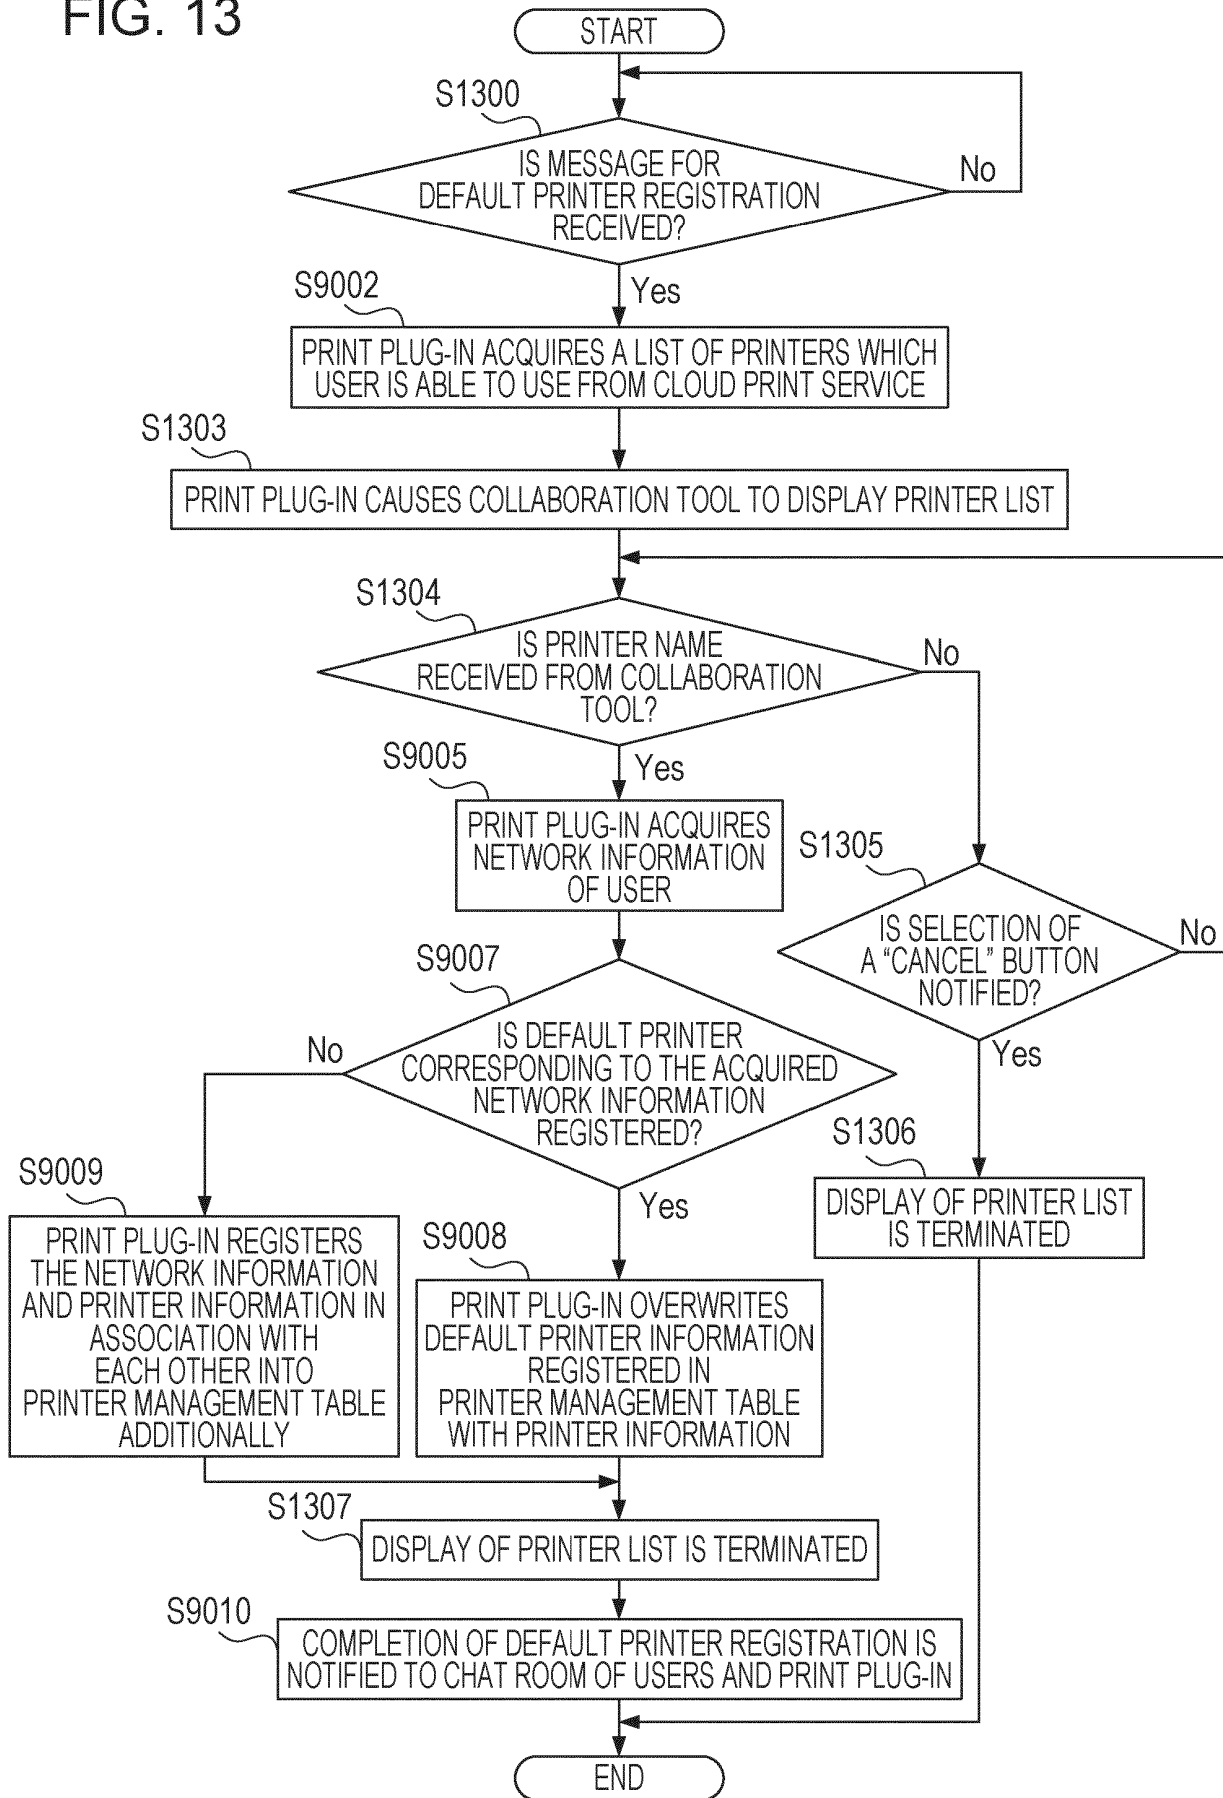 FIG. 13
START
S1300
IS MESSAGE FOR
DEFAULT PRINTER REGISTRATION
RECEIVED?
No
Yes
S9002
PRINT PLUG-IN ACQUIRES A LIST OF PRINTERS WHICH
USER IS ABLE TO USE FROM CLOUD PRINT SERVICE
S1303
PRINT PLUG-IN CAUSES COLLABORATION TOOL TO DISPLAY PRINTER LIST
S1304
IS PRINTER NAME
RECEIVED FROM COLLABORATION
TOOL?
No
Yes
S9005
PRINT PLUG-IN ACQUIRES
NETWORK INFORMATION
OF USER
S1305
IS SELECTION OF
A “CANCEL” BUTTON
NOTIFIED?
No
Yes
S9007
IS DEFAULT PRINTER
CORRESPONDING TO THE ACQUIRED
NETWORK INFORMATION
REGISTERED?
No
Yes
S1306
DISPLAY OF PRINTER LIST
IS TERMINATED
S9009
PRINT PLUG-IN REGISTERS
THE NETWORK INFORMATION
AND PRINTER INFORMATION IN
ASSOCIATION WITH
EACH OTHER INTO
PRINTER MANAGEMENT TABLE
ADDITIONALLY
S9008
PRINT PLUG-IN OVERWRITES
DEFAULT PRINTER INFORMATION
REGISTERED IN
PRINTER MANAGEMENT TABLE
WITH PRINTER INFORMATION
S1307
DISPLAY OF PRINTER LIST IS TERMINATED
S9010
COMPLETION OF DEFAULT PRINTER REGISTRATION IS
NOTIFIED TO CHAT ROOM OF USERS AND PRINT PLUG-IN
END